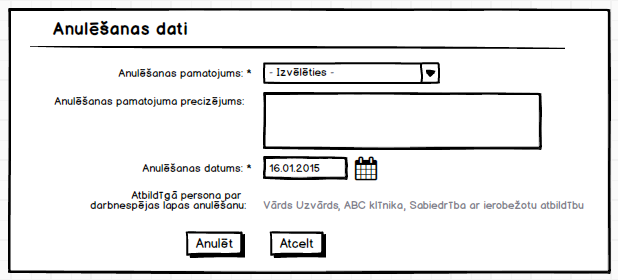 Anulēšanas dati
Anulēšanas pamatojums: * - Izvēlēties -
Anulēšanas pamatojuma precizējums:
Anulēšanas datums: * 16.01.2015
Atbildīgā persona par
darbnespējas lapas anulēšanu: Vārds Uzvārds, ABC klīnika, Sabiedrība ar ierobežotu atbildību
Anulēt Atcelt